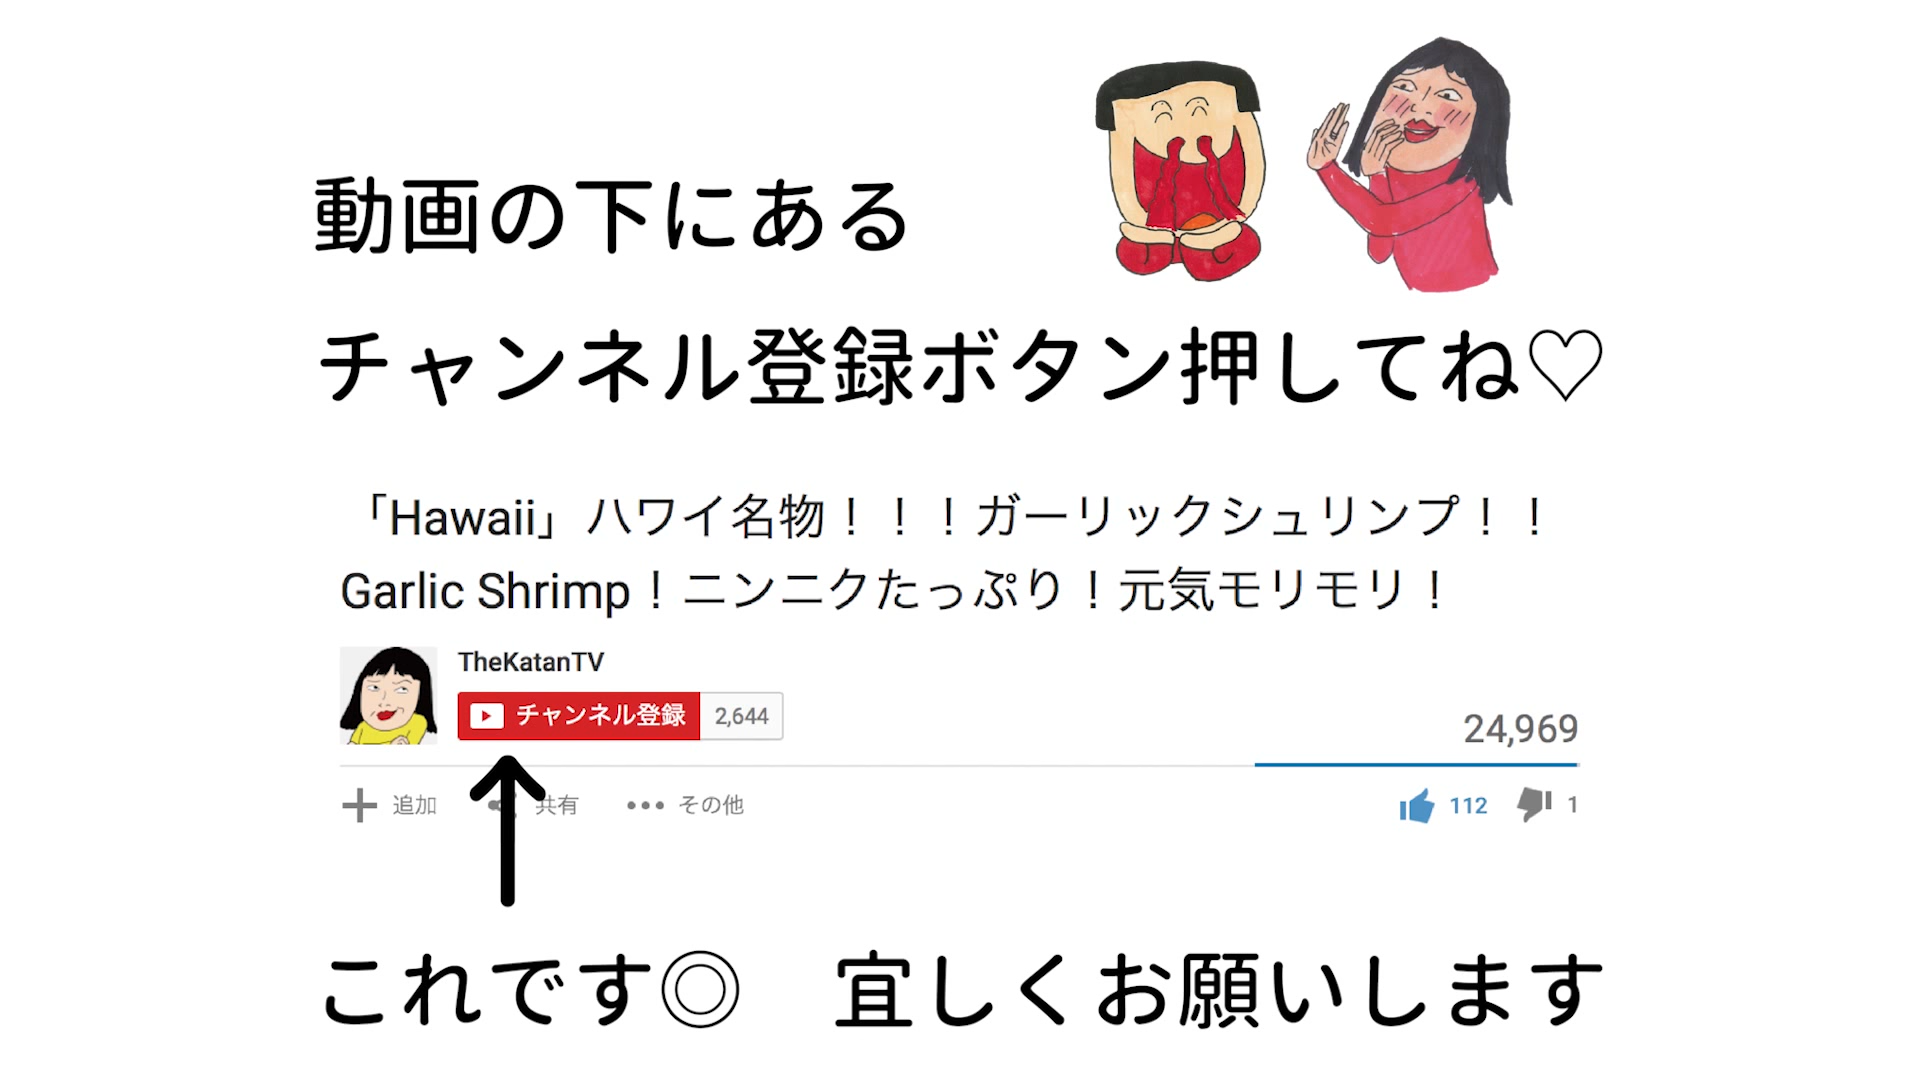 動画の下にある
チャンネル登録ボタン押してね♡
「Hawaii」ハワイ名物！！！ガーリックシュリンプ！！
Garlic Shrimp！ニンニクたっぷり！元気モリモリ！
TheKatanTV
チャンネル登録 2,644
24,969
追加 共有 その他 112 1
これです◎ 宜しくお願いします